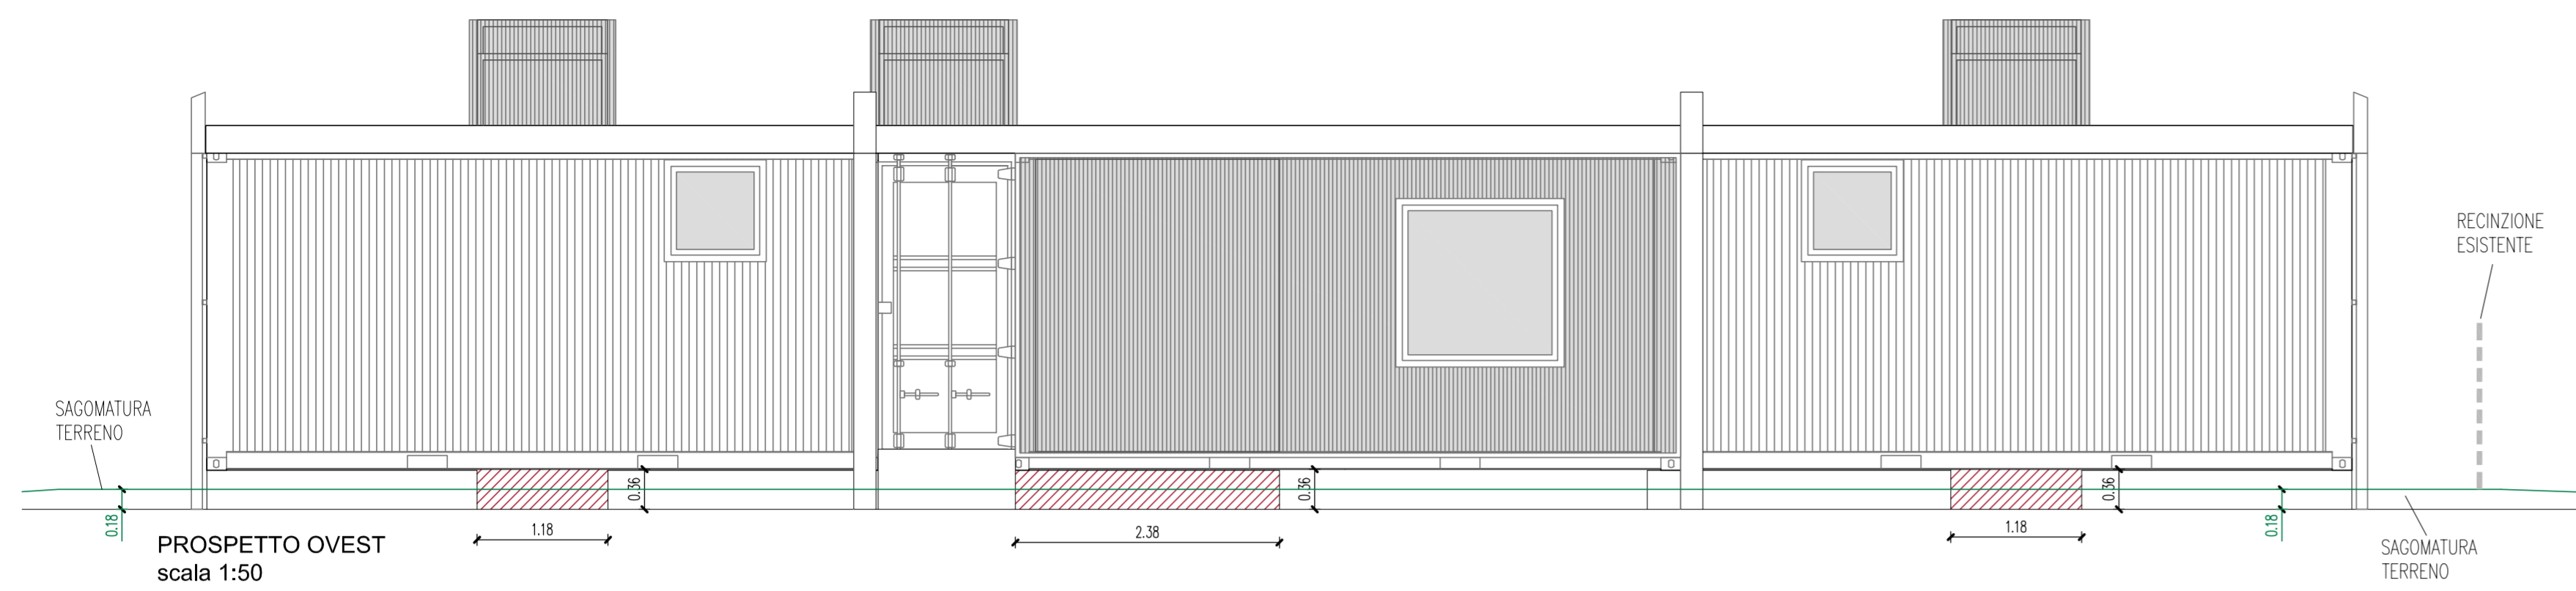 RECINZIONE
ESISTENTE
SAGOMATURA
TERRENO
0.18
0.36
1.18
0.36
2.38
0.36
1.18
0.18
PROSPETTO OVEST
scala 1:50
SAGOMATURA
TERRENO